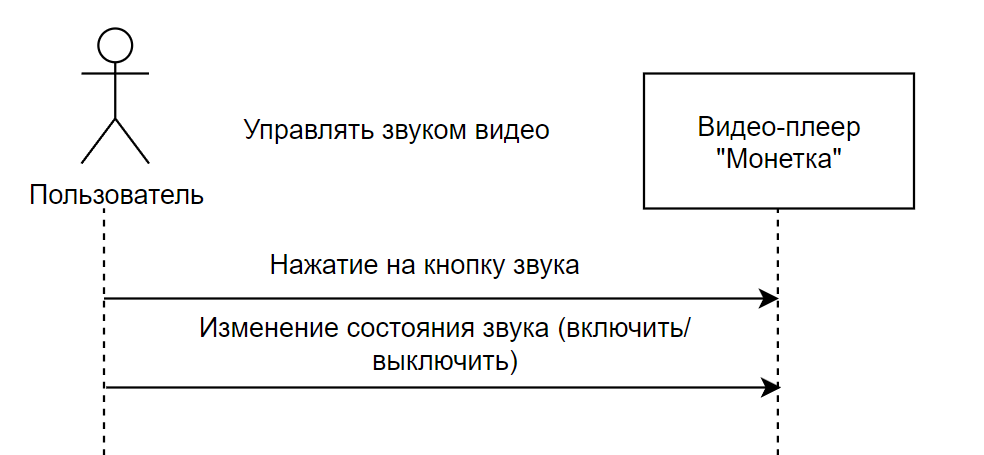 Управлять звуком видео
Видео-плеер
"Монетка"
Пользователь
Нажатие на кнопку звука
Изменение состояния звука (включить/
выключить)